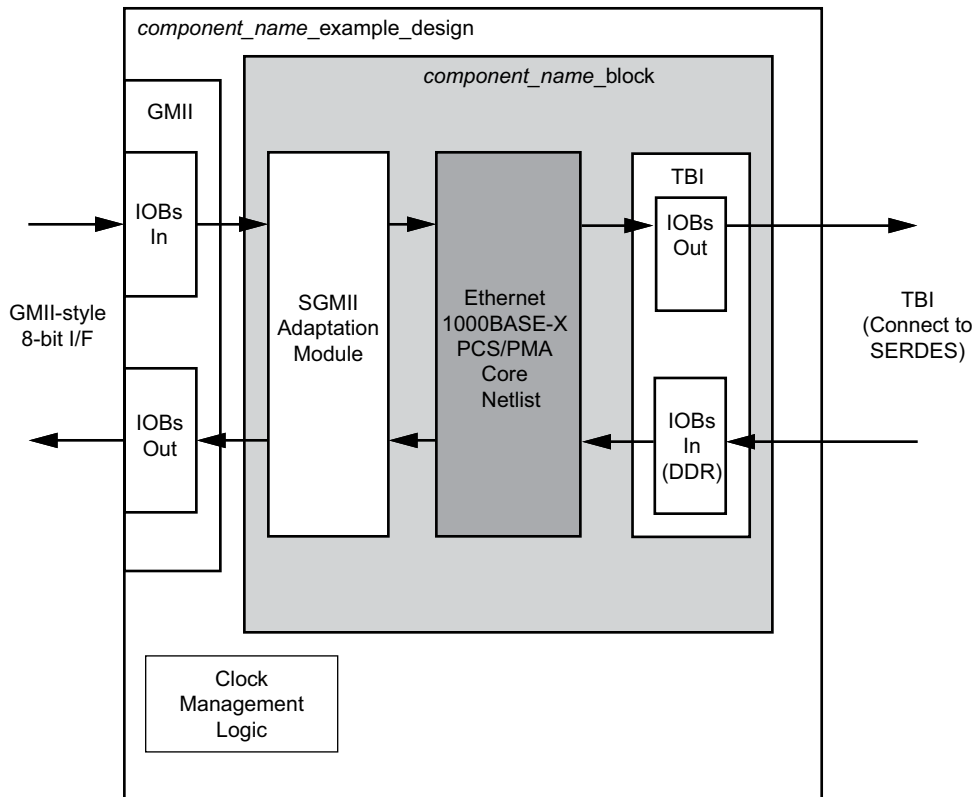 component_name_example_design
component_name_block
GMII
IOBs
In
GMII-style
8-bit I/F
IOBs
Out
SGMII
Adaptation
Module
Ethernet
1000BASE-X
PCS/PMA
Core
Netlist
TBI
IOBs
Out
IOBs
In
(DDR)
TBI
(Connect to
SERDES)
Clock
Management
Logic